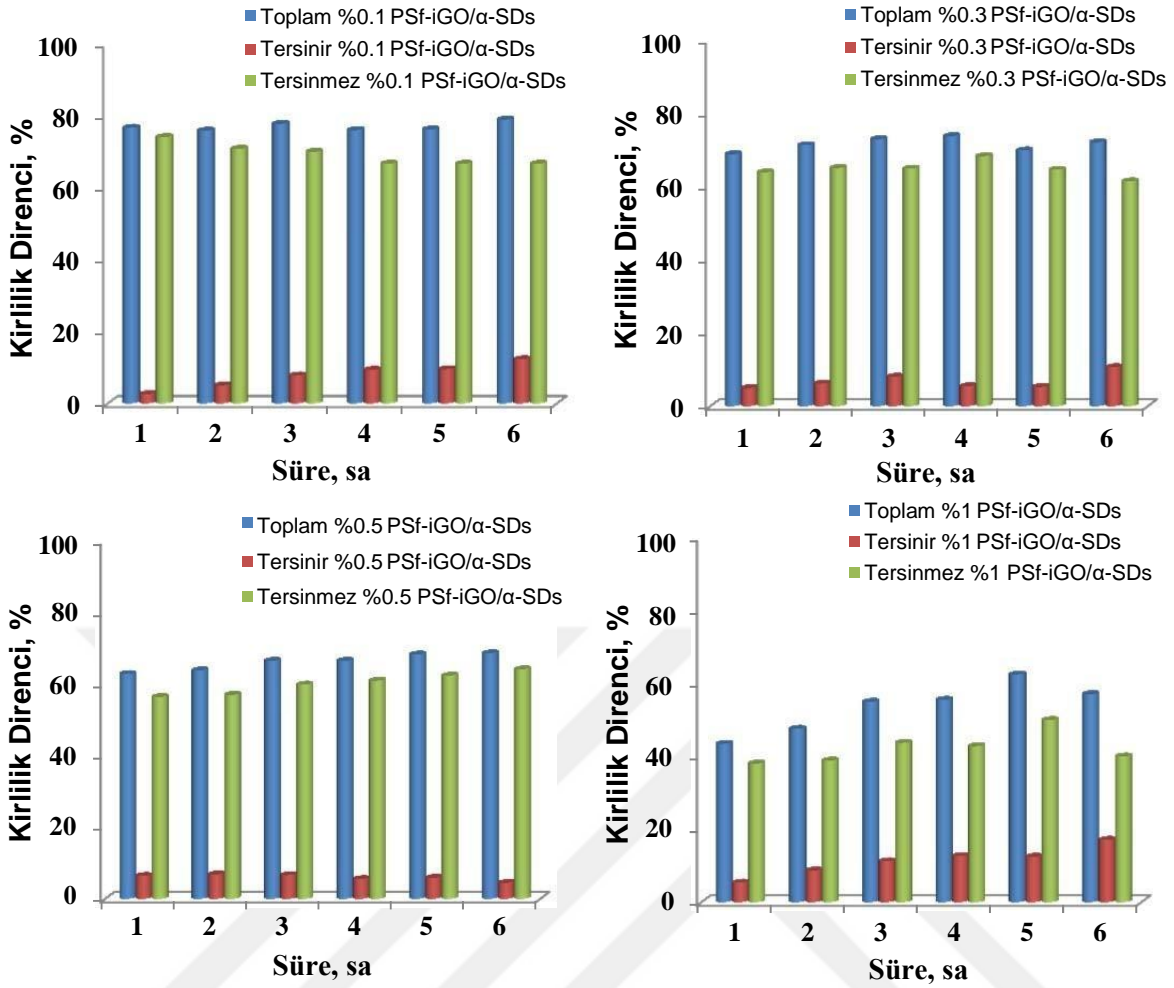 Toplam %0.1 PSf-iGO/α-SDs
Tersinir %0.1 PSf-iGO/α-SDs
Tersinmez %0.1 PSf-iGO/α-SDs
Kirlilik Direnci, %
100
80
60
40
20
0
1 2 3 4 5 6
Süre, sa
Toplam %0.3 PSf-iGO/α-SDs
Tersinir %0.3 PSf-iGO/α-SDs
Tersinmez %0.3 PSf-iGO/α-SDs
Kirlilik Direnci, %
100
80
60
40
20
0
1 2 3 4 5 6
Süre, sa
Toplam %0.5 PSf-iGO/α-SDs
Tersinir %0.5 PSf-iGO/α-SDs
Tersinmez %0.5 PSf-iGO/α-SDs
Kirlilik Direnci, %
100
80
60
40
20
0
1 2 3 4 5 6
Süre, sa
Toplam %1 PSf-iGO/α-SDs
Tersinir %1 PSf-iGO/α-SDs
Tersinmez %1 PSf-iGO/α-SDs
Kirlilik Direnci, %
100
80
60
40
20
0
1 2 3 4 5 6
Süre, sa